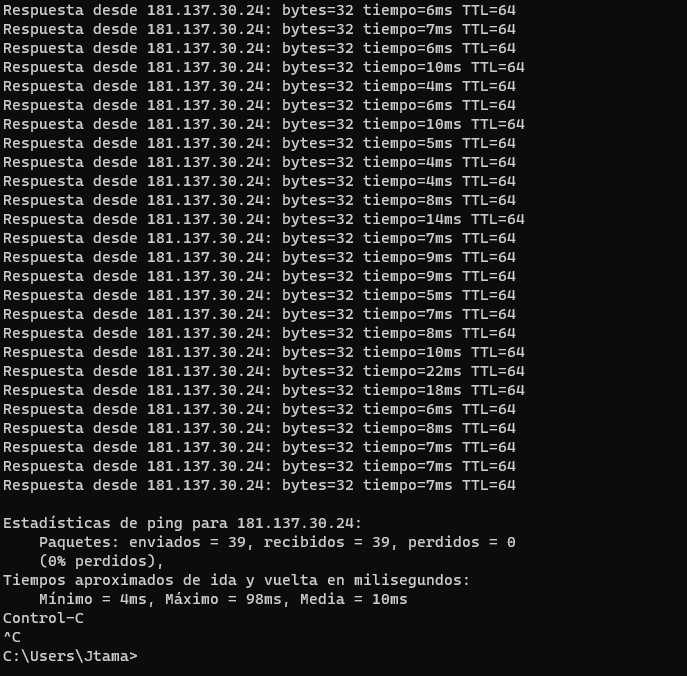 Respuesta desde 181.137.30.24: bytes=32 tiempo=6ms TTL=64
Respuesta desde 181.137.30.24: bytes=32 tiempo=7ms TTL=64
Respuesta desde 181.137.30.24: bytes=32 tiempo=6ms TTL=64
Respuesta desde 181.137.30.24: bytes=32 tiempo=10ms TTL=64
Respuesta desde 181.137.30.24: bytes=32 tiempo=4ms TTL=64
Respuesta desde 181.137.30.24: bytes=32 tiempo=6ms TTL=64
Respuesta desde 181.137.30.24: bytes=32 tiempo=10ms TTL=64
Respuesta desde 181.137.30.24: bytes=32 tiempo=5ms TTL=64
Respuesta desde 181.137.30.24: bytes=32 tiempo=4ms TTL=64
Respuesta desde 181.137.30.24: bytes=32 tiempo=4ms TTL=64
Respuesta desde 181.137.30.24: bytes=32 tiempo=8ms TTL=64
Respuesta desde 181.137.30.24: bytes=32 tiempo=14ms TTL=64
Respuesta desde 181.137.30.24: bytes=32 tiempo=7ms TTL=64
Respuesta desde 181.137.30.24: bytes=32 tiempo=9ms TTL=64
Respuesta desde 181.137.30.24: bytes=32 tiempo=9ms TTL=64
Respuesta desde 181.137.30.24: bytes=32 tiempo=5ms TTL=64
Respuesta desde 181.137.30.24: bytes=32 tiempo=7ms TTL=64
Respuesta desde 181.137.30.24: bytes=32 tiempo=8ms TTL=64
Respuesta desde 181.137.30.24: bytes=32 tiempo=10ms TTL=64
Respuesta desde 181.137.30.24: bytes=32 tiempo=22ms TTL=64
Respuesta desde 181.137.30.24: bytes=32 tiempo=18ms TTL=64
Respuesta desde 181.137.30.24: bytes=32 tiempo=6ms TTL=64
Respuesta desde 181.137.30.24: bytes=32 tiempo=8ms TTL=64
Respuesta desde 181.137.30.24: bytes=32 tiempo=7ms TTL=64
Respuesta desde 181.137.30.24: bytes=32 tiempo=7ms TTL=64
Respuesta desde 181.137.30.24: bytes=32 tiempo=7ms TTL=64

Estadísticas de ping para 181.137.30.24:
    Paquetes: enviados = 39, recibidos = 39, perdidos = 0
    (0% perdidos),
Tiempos aproximados de ida y vuelta en milisegundos:
    Mínimo = 4ms, Máximo = 98ms, Media = 10ms
Control-C
^C
C:\Users\Jtama>